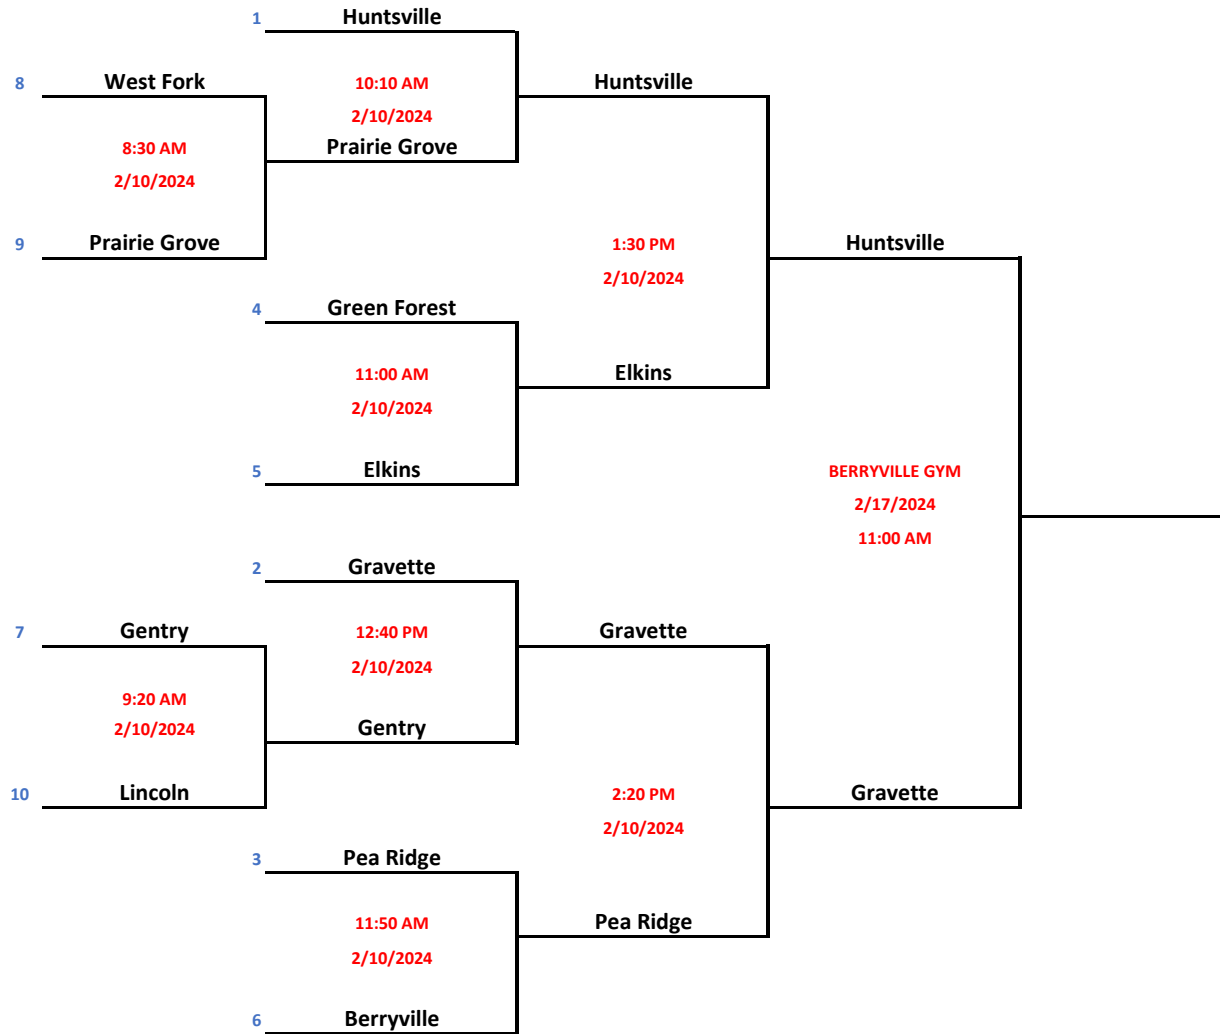 1 Huntsville
8 West Fork 10:10 AM Huntsville
2/10/2024
8:30 AM Prairie Grove
2/10/2024
9 Prairie Grove 1:30 PM Huntsville
2/10/2024
4 Green Forest
11:00 AM Elkins
2/10/2024
5 Elkins BERRYVILLE GYM
2/17/2024
11:00 AM
2 Gravette
7 Gentry 12:40 PM Gravette
2/10/2024
9:20 AM
2/10/2024 Gentry
10 Lincoln 2:20 PM Gravette
2/10/2024
3 Pea Ridge
11:50 AM Pea Ridge
2/10/2024
6 Berryville